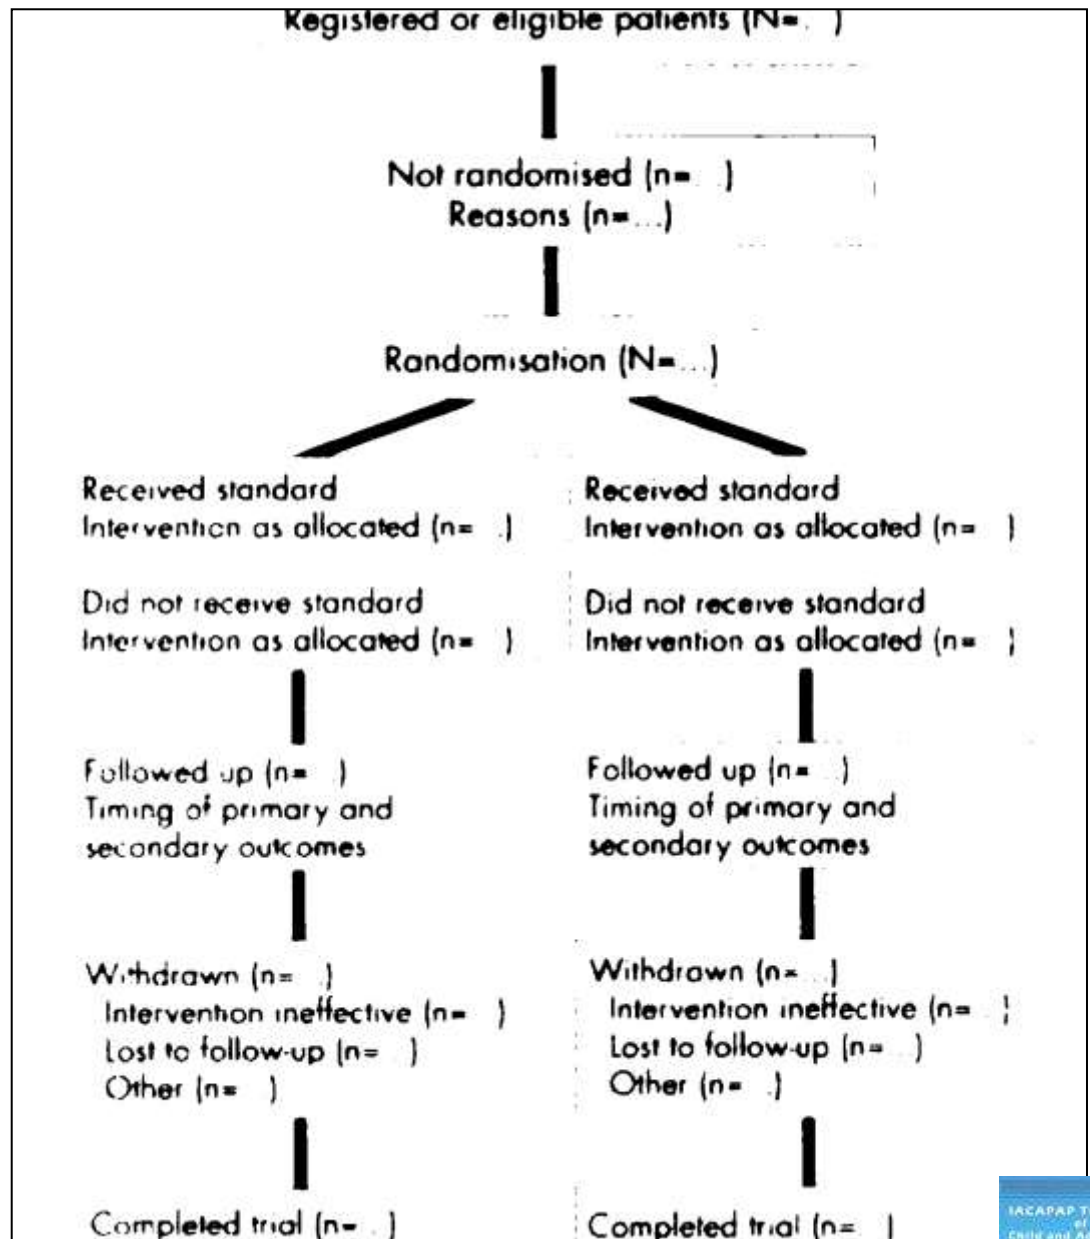 Registered or eligible patients (N=. )
Not randomised (n= . )
Reasons (n=...)
Randomisation (N=...)
Received standard
Intervention as allocated (n= .)
Did not receive standard
Intervention as allocated (n= )
Followed up (n= )
Timing of primary and
secondary outcomes
Withdrawn (n= .)
Intervention ineffective (n= )
Lost to follow-up (n= )
Other (n= )
Completed trial (n= .)
Received standard
Intervention as allocated (n= )
Did not receive standard
Intervention as allocated (n= )
Followed up (n= )
Timing of primary and
secondary outcomes
Withdrawn (n= ..)
Intervention ineffective (n= )
Lost to follow-up (n= ..)
Other (n= .)
Completed trial (n= )
IACAPAP
Child and